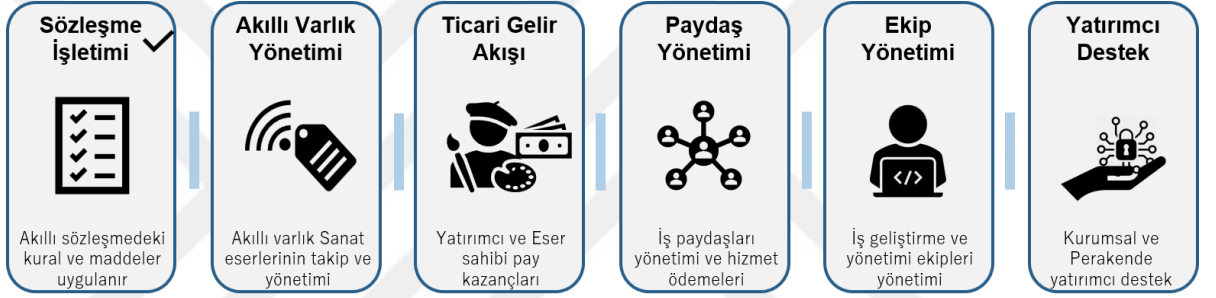 Sözleşme
İşletimi
Akıllı sözleşmedeki
kural ve maddeler
uygulanır
Akıllı Varlık
Yönetimi
Akıllı varlık Sanat
eserlerinin takip ve
yönetimi
Ticari Gelir
Akışı
Yatırımcı ve Eser
sahibi pay
kazançları
Paydaş
Yönetimi
İş paydaşları
yönetimi ve hizmet
ödemeleri
Ekip
Yönetimi
</>
İş geliştirme ve
yönetimi ekipleri
yönetimi
Yatırımcı
Destek
Kurumsal ve
Perakende
yatırımcı destek